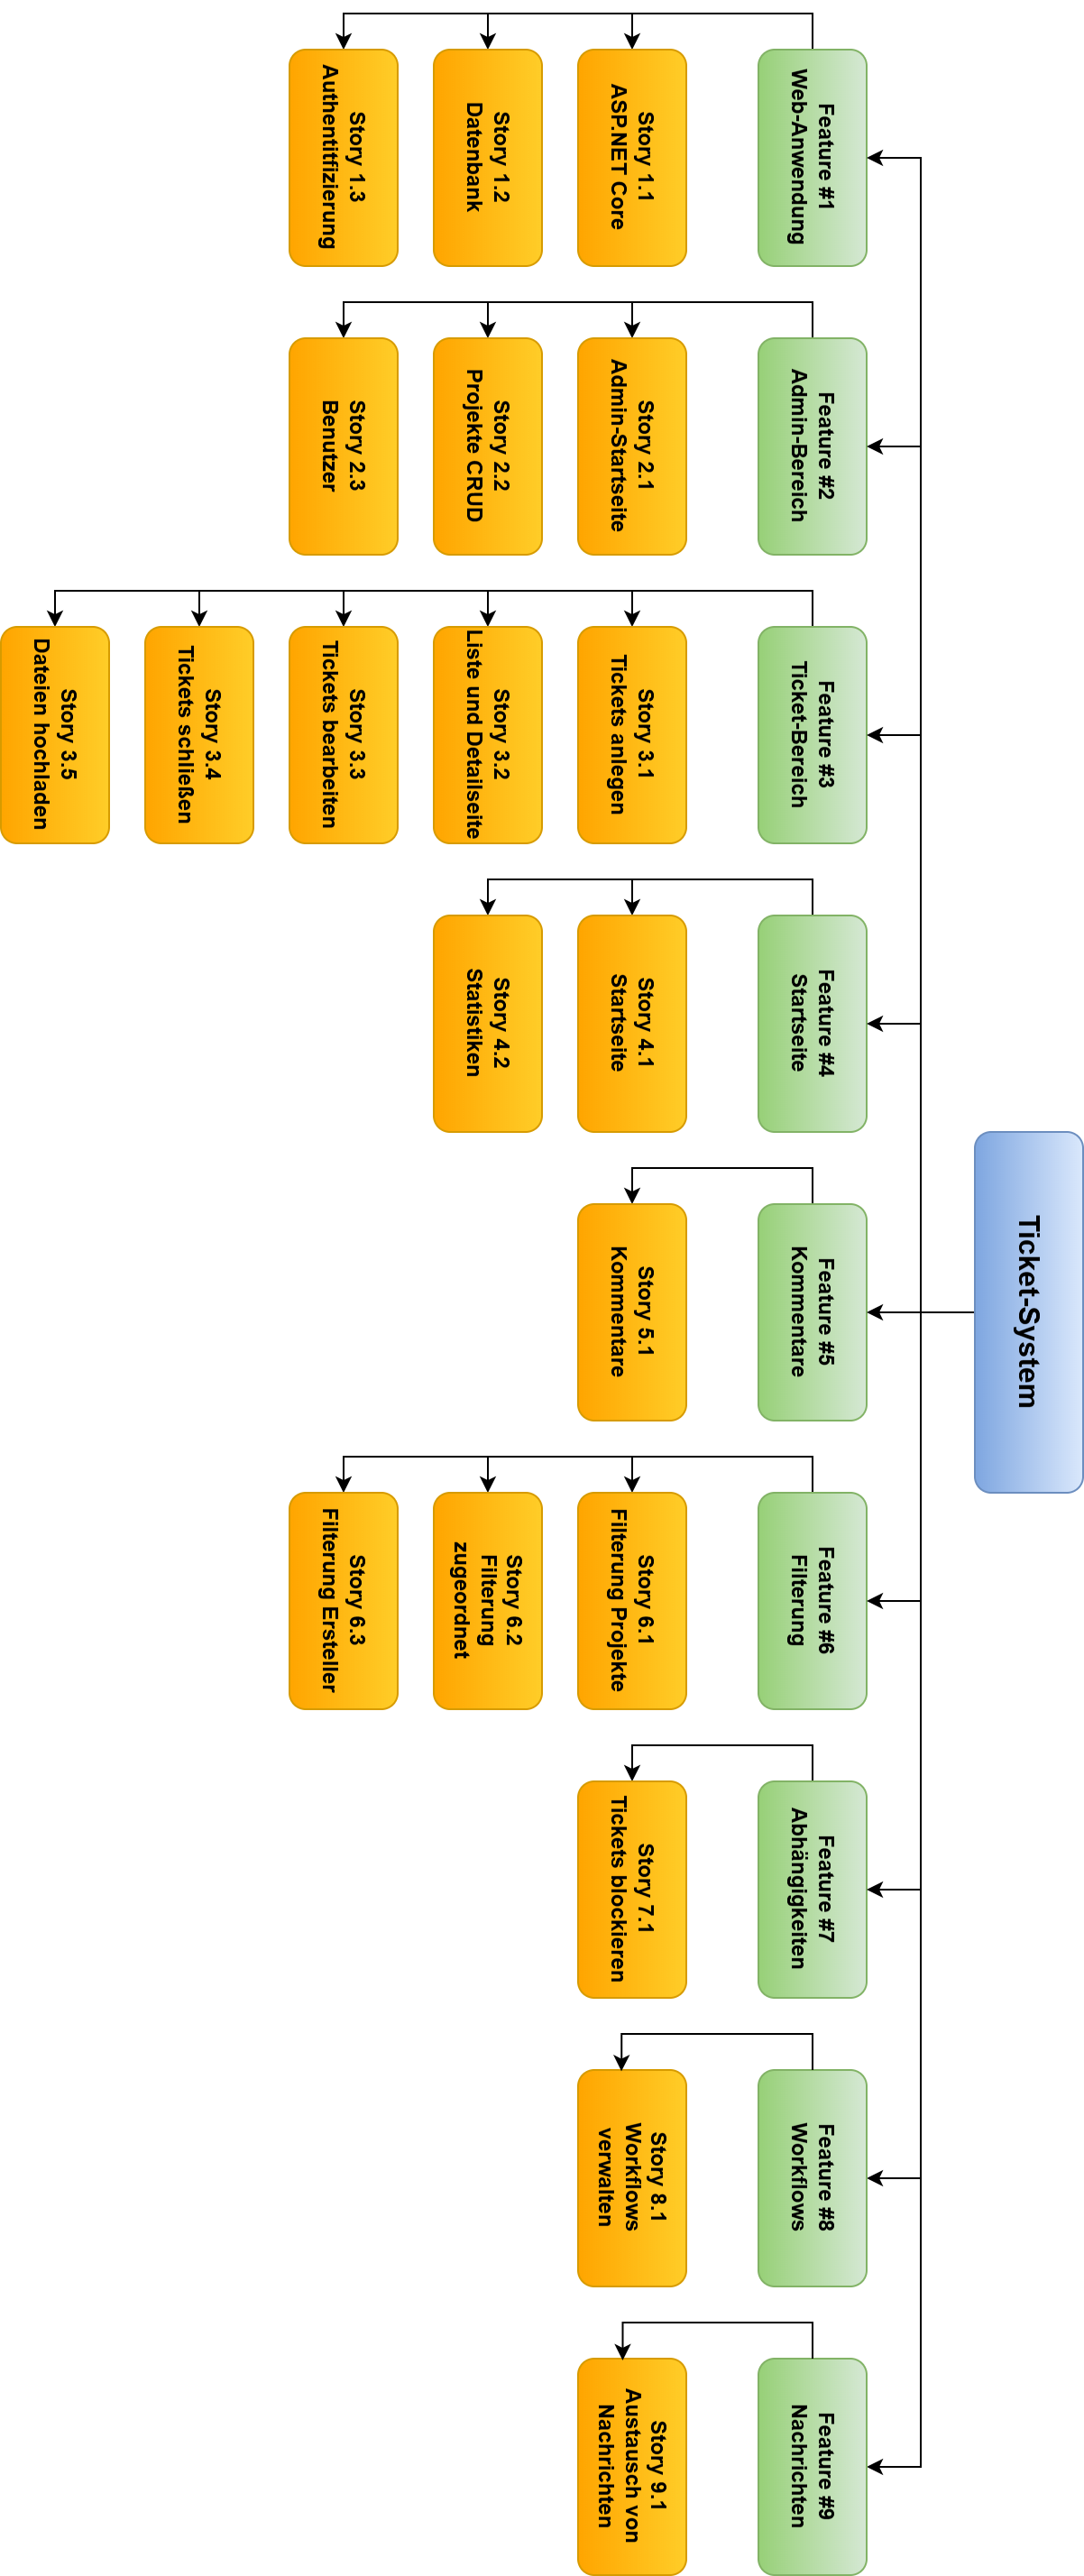 Ticket-System
Feature #1
Web-Anwendung
Story 1.1
ASP.NET Core
Story 1.2
Datenbank
Story 1.3
Authentitfizierung
Feature #2
Admin-Bereich
Story 2.1
Admin-Startseite
Story 2.2
Projekte CRUD
Story 2.3
Benutzer
Feature #3
Ticket-Bereich
Story 3.1
Tickets anlegen
Story 3.2
Liste und Detailseite
Story 3.3
Tickets bearbeiten
Story 3.4
Tickets schließen
Story 3.5
Dateien hochladen
Feature #4
Startseite
Story 4.1
Startseite
Story 4.2
Statistiken
Feature #5
Kommentare
Story 5.1
Kommentare
Feature #6
Filterung
Story 6.1
Filterung Projekte
Story 6.2
Filterung
zugeordnet
Story 6.3
Filterung Ersteller
Feature #7
Abhängigkeiten
Story 7.1
Tickets blockieren
Feature #8
Workflows
Story 8.1
Workflows
verwalten
Feature #9
Nachrichten
Story 9.1
Austausch von
Nachrichten